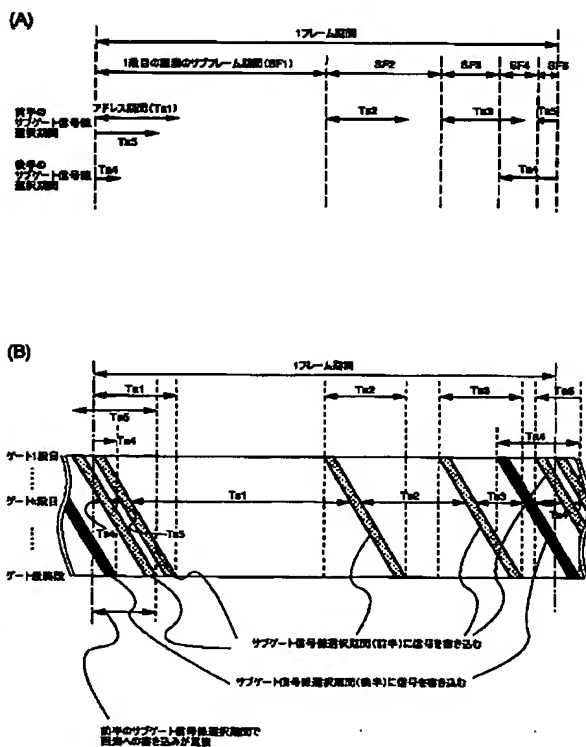 (A)
1フレーム期間
1段目の画素のサブフレーム期間(SF1)
SF2
SF3
SF4
SF5
前半の
サブゲート信号線
選択期間
アドレス期間(Ta1)
Ta2
Ta3
Ta5
Ta5
後半の
サブゲート信号線
選択期間
Ta4
Ta4
(B)
1フレーム期間
Ta1
Ta2
Ta3
Ta5
Ta5
Ta4
Ta4
ゲート1段目
ゲートk段目
ゲート最終段
Ts4
Ts5
Ts1
Ts2
Ts3
サブゲート信号線選択期間(前半)に信号を書き込む
サブゲート信号線選択期間(後半)に信号を書き込む
前半のサブゲート信号線選択期間で
画素への書き込みが重複